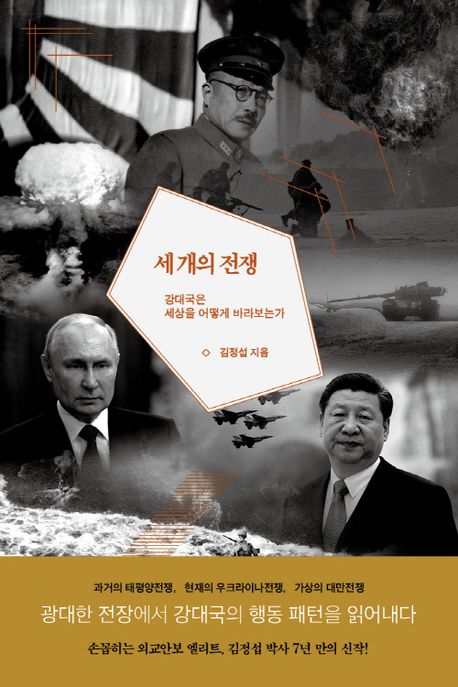 세 개의 전쟁
강대국은
세상을 어떻게 바라보는가
◇ 김정섭 지음
과거의 태평양전쟁, 현재의 우크라이나전쟁, 가상의 대만전쟁
광대한 전장에서 강대국의 행동 패턴을 읽어내다
손꼽히는 외교안보 엘리트, 김정섭 박사 7년 만의 신작!